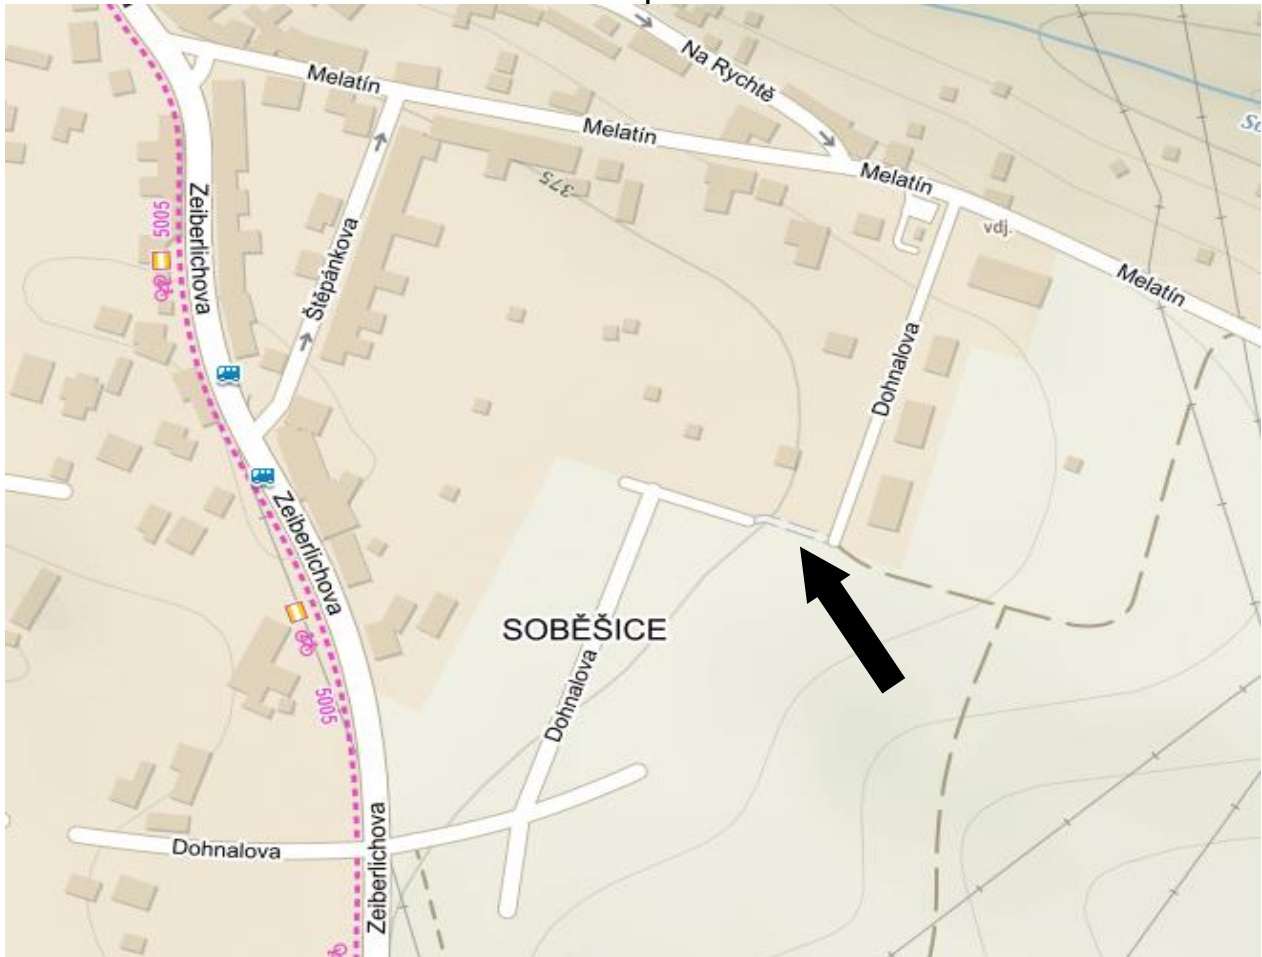 Na Rychtě
Melatín
Melatín
Melatín
375
Zeiberlichova
5005
Štěpánkova
vdj.
Melatín
Dohnalova
Zeiberlichova
SOBĚŠICE
Dohnalova
5005
Dohnalova
Zeiberlichova